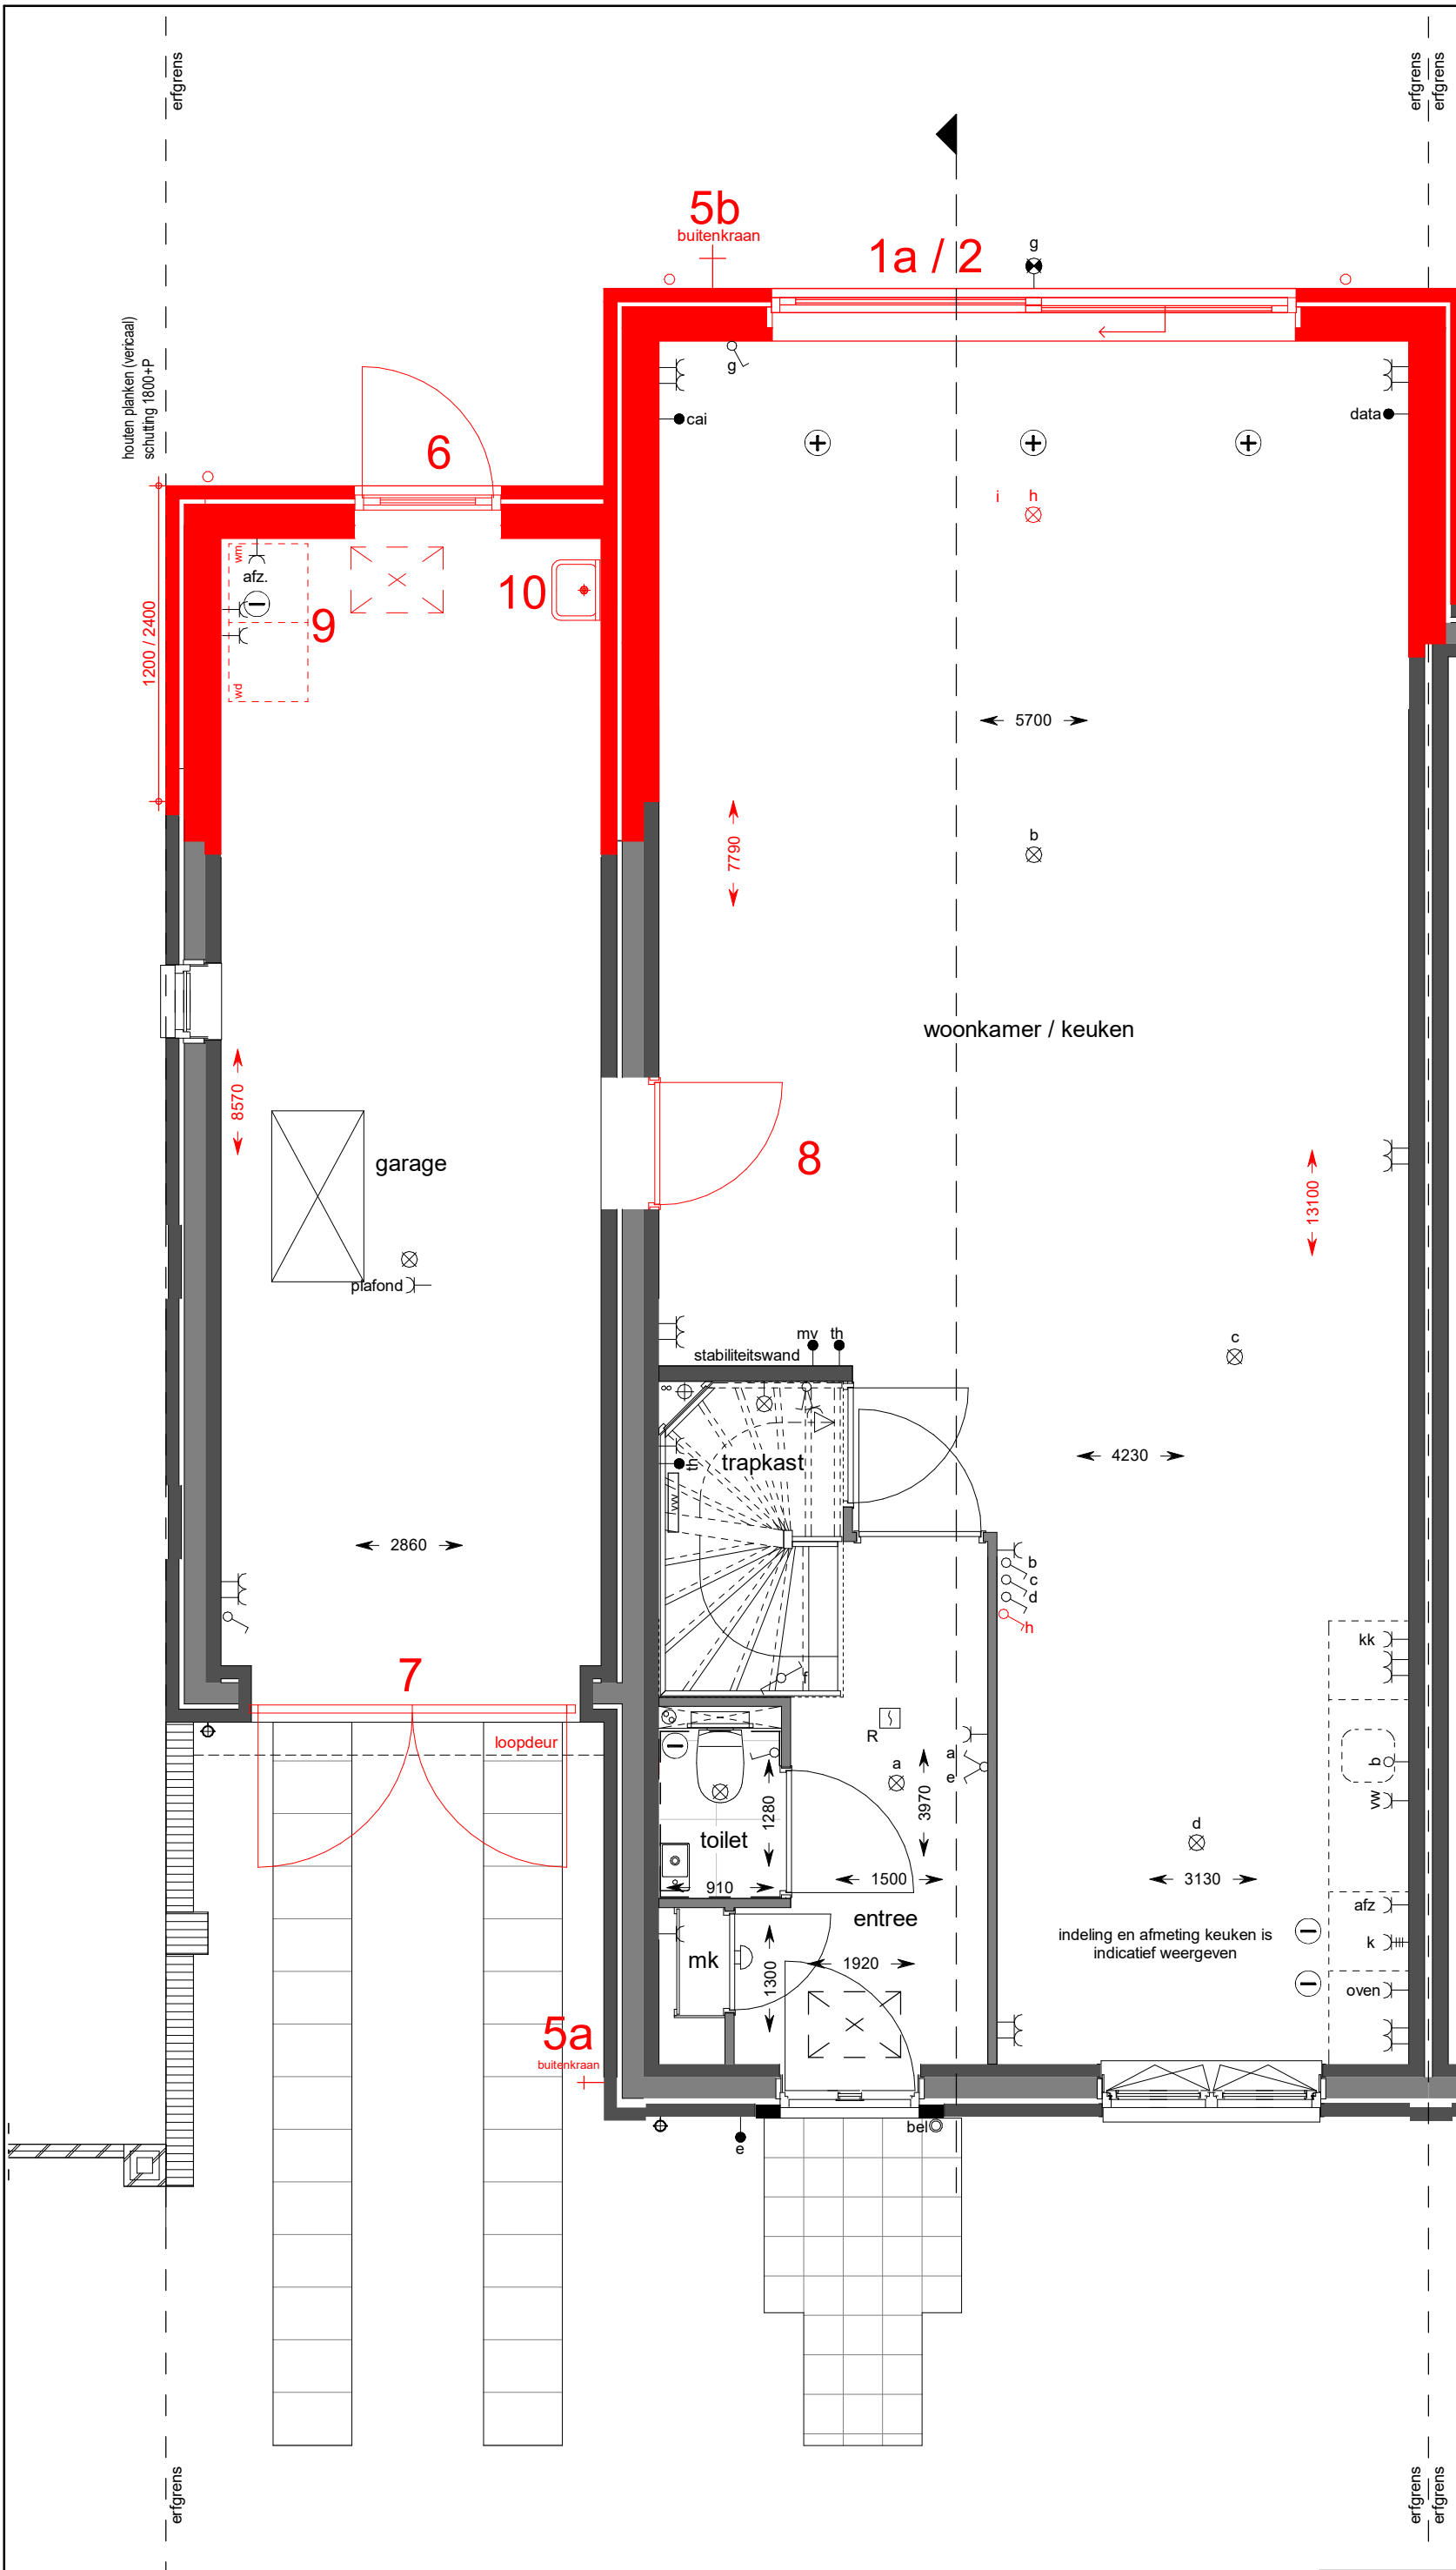 erfgrens
erfgrens
erfgrens
5b
buitenkraan
1a / 2
g
houten planken (vericaal)
schutting 1800+P
g
cai
data
6
i
h
wm
afz.
10
9
1200 / 2400
wd
5700
b
7790
woonkamer / keuken
8570
garage
8
13100
plafond
mv
th
stabiliteitswand
c
trapkast
th
vw
4230
2860
b
c
d
h
kk
7
f
loopdeur
R
a
a
e
b
vw
1280
3970
d
toilet
910
1500
3130
afz
entree
indeling en afmeting keuken is
indicatief weergeven
k
mk
1300
1920
oven
5a
buitenkraan
bel
e
erfgrens
erfgrens
erfgrens